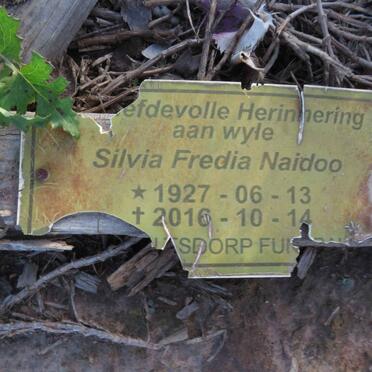 efdevolle Herinnering
aan wyle
Silvia Fredia Naidoo
★ 1927 - 06 - 13
✝ 2016 - 10 - 14
SDORP FU